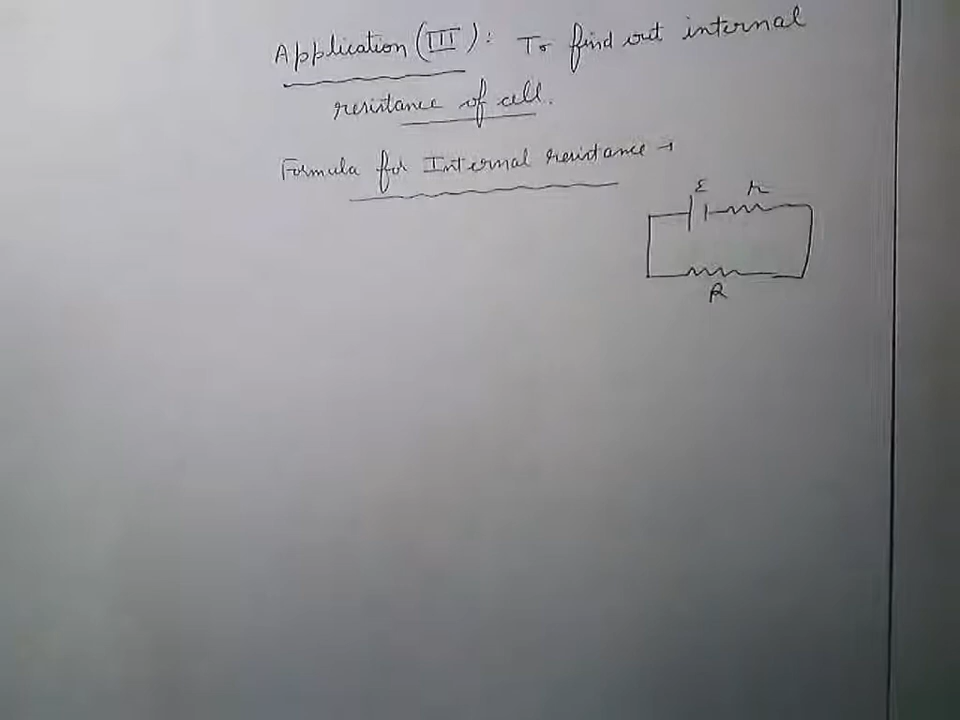 Application (III): To find out internal
resistance of cell.
Formula for Internal resistance →
E r
R